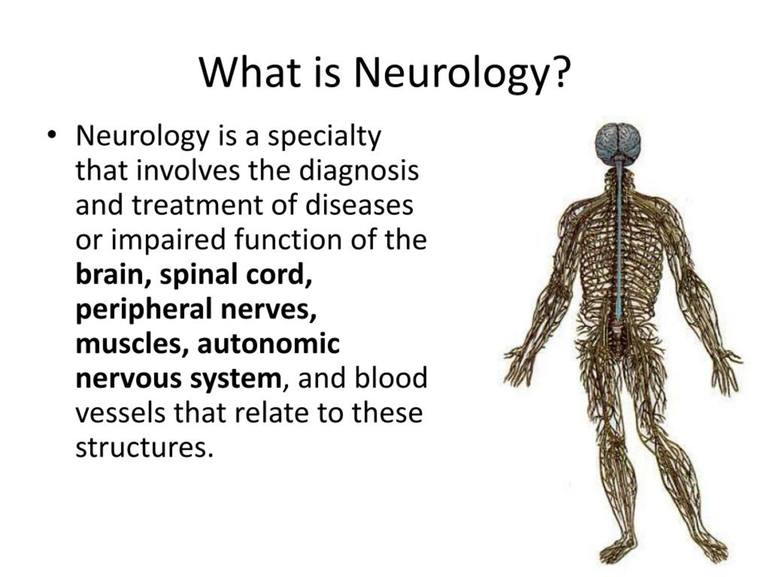 What is Neurology?
• Neurology is a specialty
that involves the diagnosis
and treatment of diseases
or impaired function of the
brain, spinal cord,
peripheral nerves,
muscles, autonomic
nervous system, and blood
vessels that relate to these
structures.